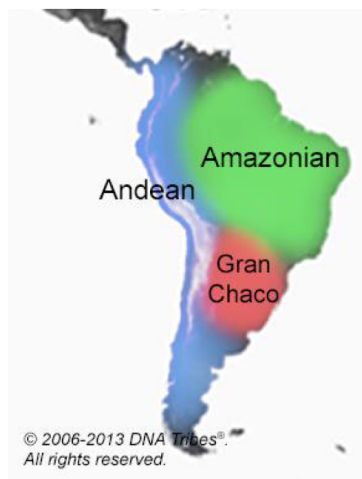 Amazonian
Andean
Gran
Chaco
© 2006-2013 DNA Tribes®.
All rights reserved.